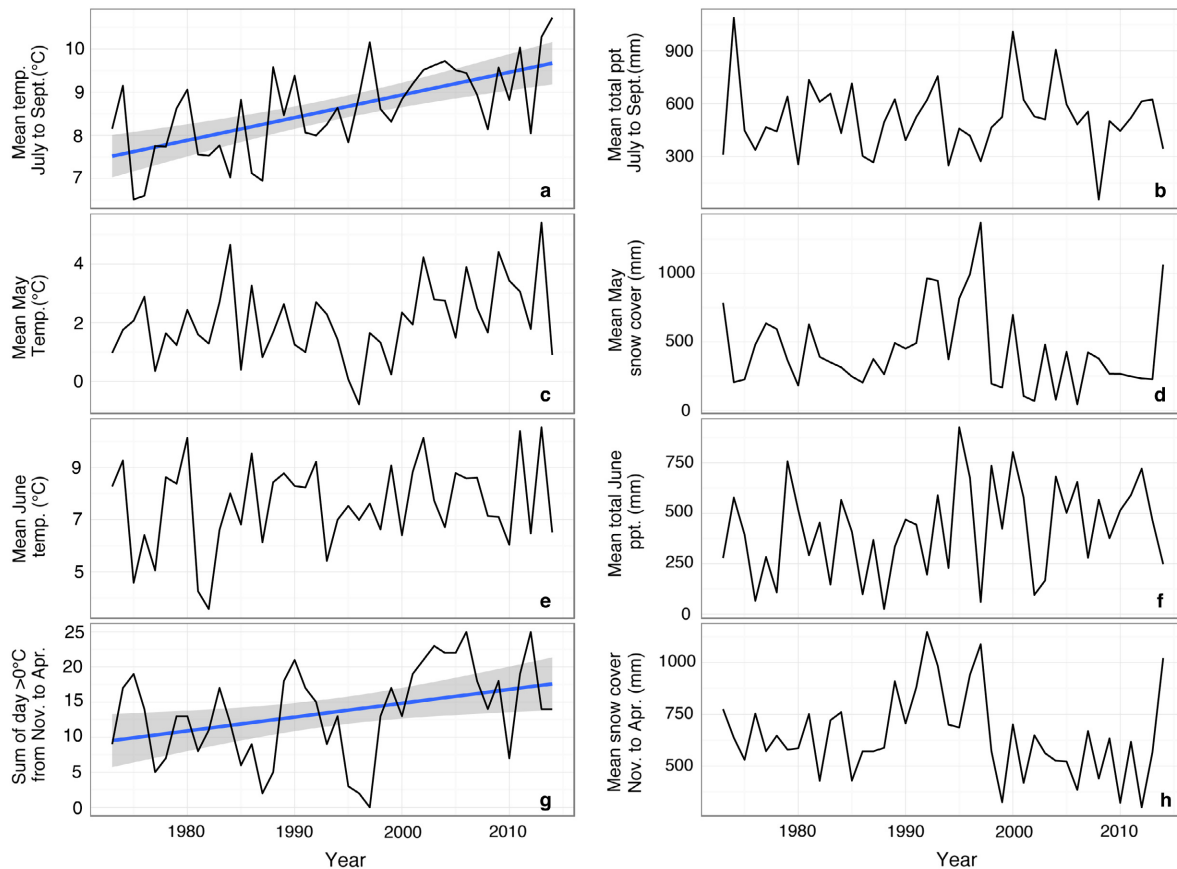 Mean temp.
July to Sept.(°C)
10
9
8
7
a
Mean total ppt
July to Sept.(mm)
900
600
300
b
Mean May
Temp.(°C)
4
2
0
c
Mean May
snow cover (mm)
1000
500
0
d
Mean June
temp. (°C)
9
7
5
e
Mean total June
ppt. (mm)
750
500
250
0
f
Sum of day >0°C
from Nov. to Apr.
25
20
15
10
5
0
g
1980 1990 2000 2010
Year
Mean snow cover
Nov. to Apr. (mm)
1000
750
500
h
1980 1990 2000 2010
Year